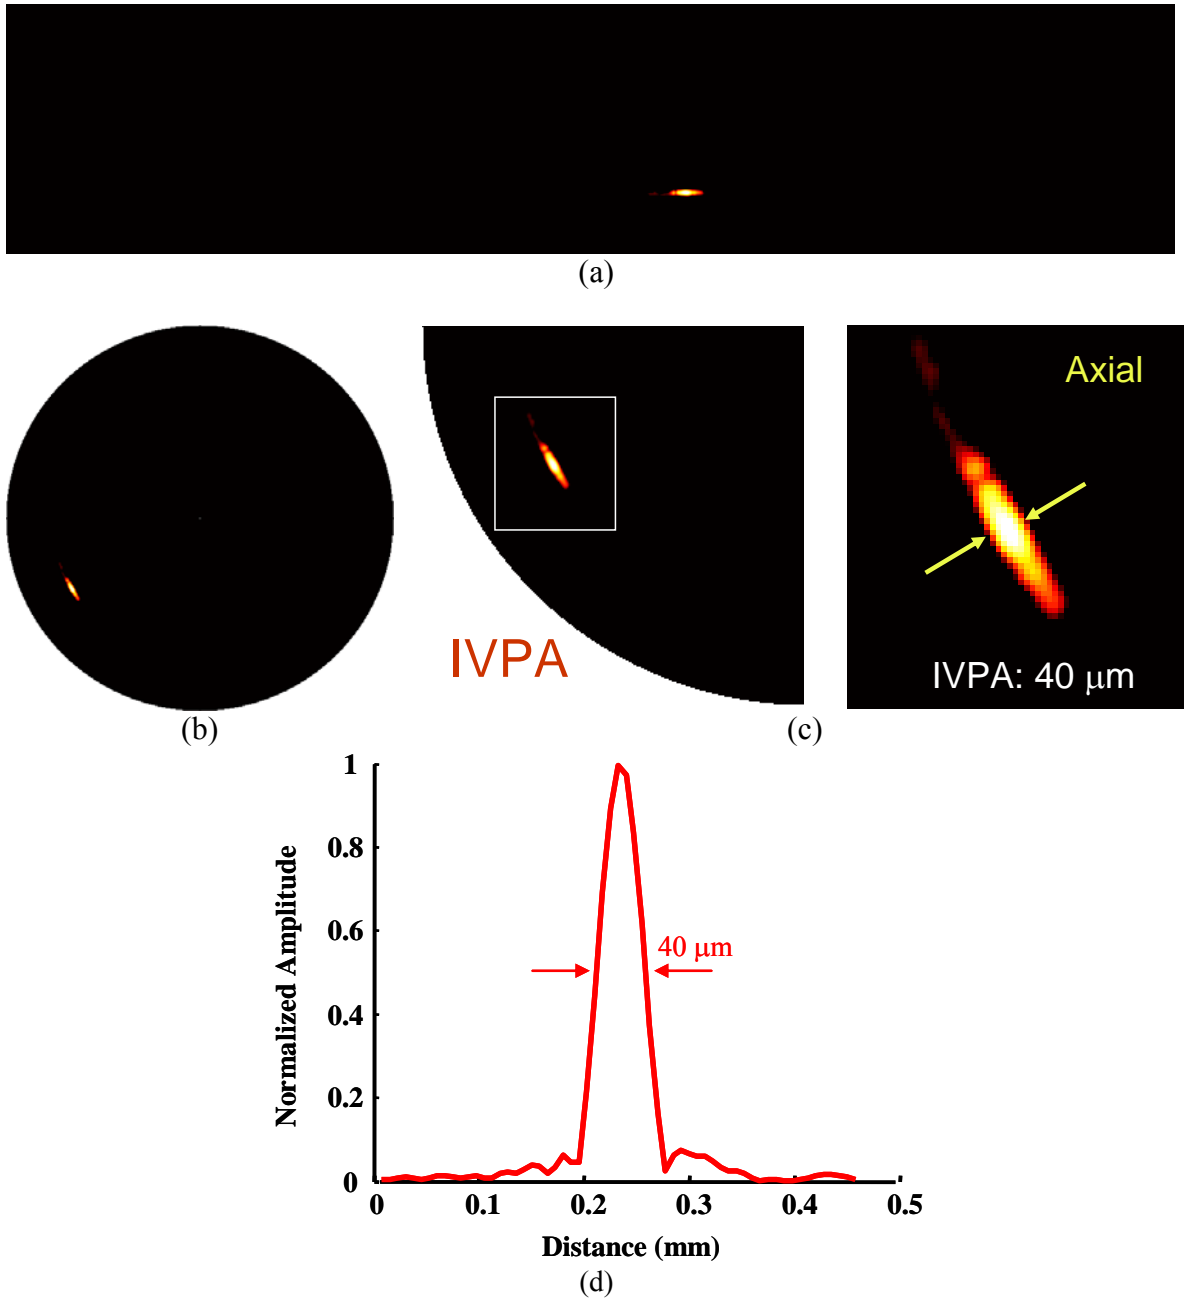 (a)
Axial
IVPA
IVPA: 40 μm
(b)
(c)
1
0.8
0.6
0.4
0.2
0
Normalized Amplitude
40 μm
0 0.1 0.2 0.3 0.4 0.5
Distance (mm)
(d)